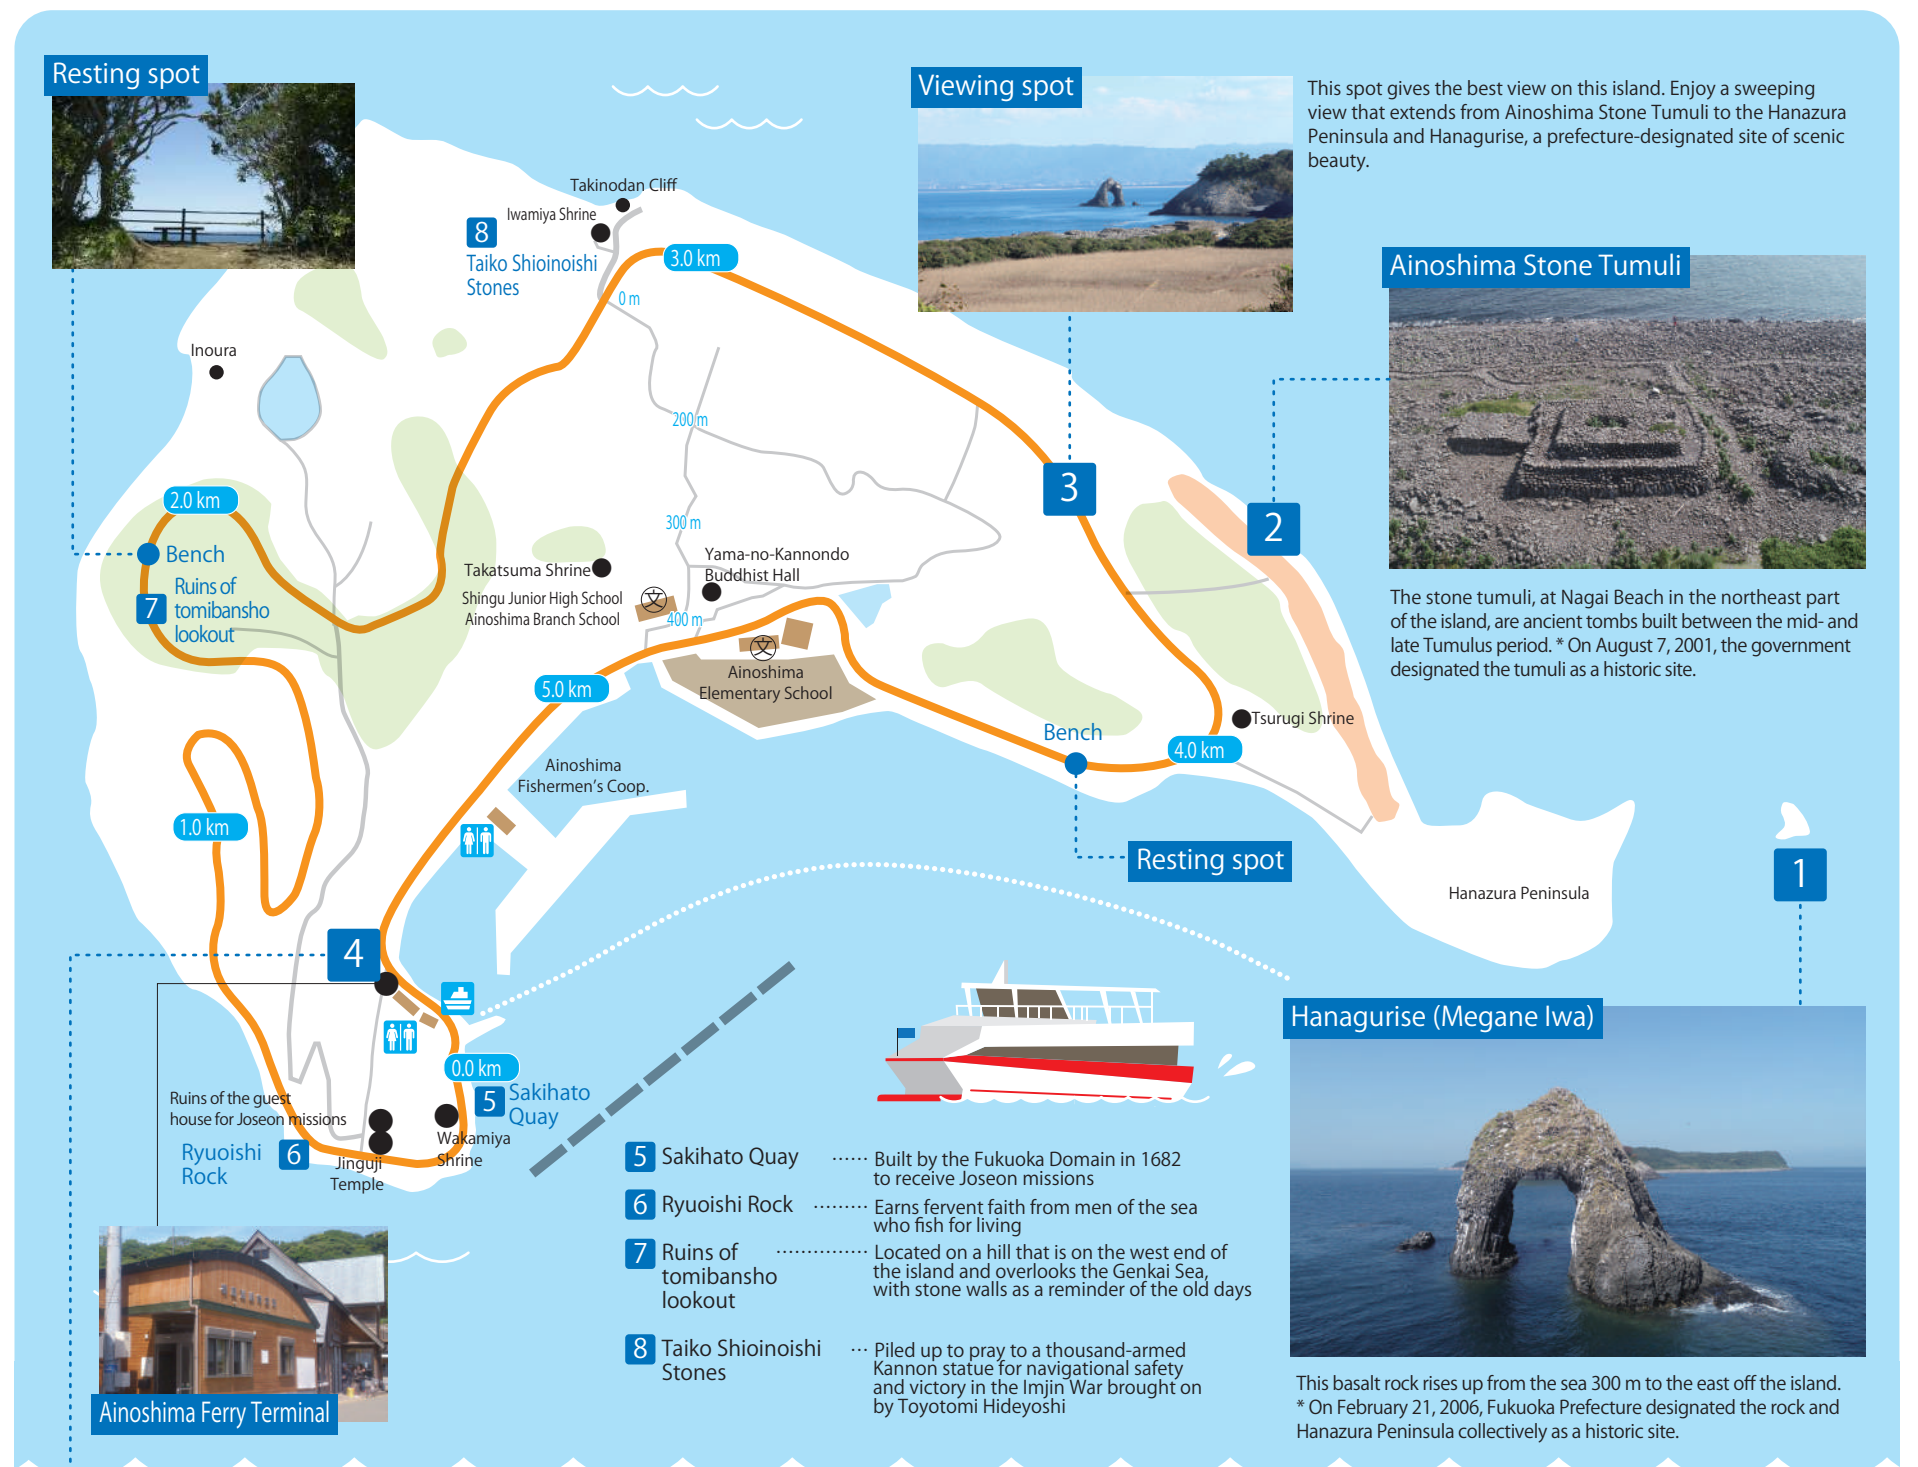 Resting spot
Viewing spot
This spot gives the best view on this island. Enjoy a sweeping
view that extends from Ainoshima Stone Tumuli to the Hanazura
Peninsula and Hanagurise, a prefecture-designated site of scenic
beauty.
Takinodan Cliff
Iwamiya Shrine
8
Taiko Shioinoishi
Stones
3.0 km
0 m
Ainoshima Stone Tumuli
The stone tumuli, at Nagai Beach in the northeast part
of the island, are ancient tombs built between the mid- and
late Tumulus period. * On August 7, 2001, the government
designated the tumuli as a historic site.
Inoura
200 m
3
2
2.0 km
300 m
Bench
Ruins of
7 tomibansho
lookout
Takatsuma Shrine
Yama-no-Kannondo
Buddhist Hall
Shingu Junior High School
Ainoshima Branch School
文
400 m
文
Ainoshima
Elementary School
5.0 km
Tsurugi Shrine
Bench
4.0 km
Ainoshima
Fishermen's Coop.
1.0 km
Resting spot
Hanazura Peninsula
1
4
0.0 km
5 Sakihato
Quay
Ruins of the guest
house for Joseon missions
Wakamiya
Shrine
Ryuoishi
Rock
6
Jinguji
Temple
Ainoshima Ferry Terminal
5 Sakihato Quay ...... Built by the Fukuoka Domain in 1682
to receive Joseon missions
6 Ryuoishi Rock ......... Earns fervent faith from men of the sea
who fish for living
7 Ruins of ............... Located on a hill that is on the west end of
tomibansho the island and overlooks the Genkai Sea,
lookout with stone walls as a reminder of the old days
8 Taiko Shioinoishi ... Piled up to pray to a thousand-armed
Stones Kannon statue for navigational safety
and victory in the Imjin War brought on
by Toyotomi Hideyoshi
Hanagurise (Megane Iwa)
This basalt rock rises up from the sea 300 m to the east off the island.
* On February 21, 2006, Fukuoka Prefecture designated the rock and
Hanazura Peninsula collectively as a historic site.